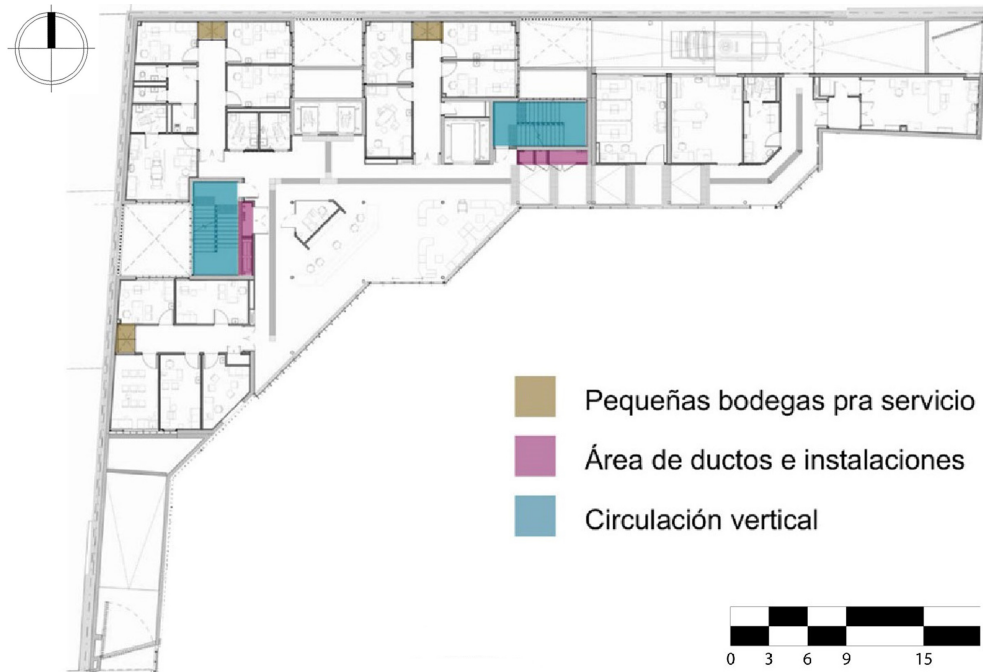 Pequeñas bodegas pra servicio
Área de ductos e instalaciones
Circulación vertical
0 3 6 9 15